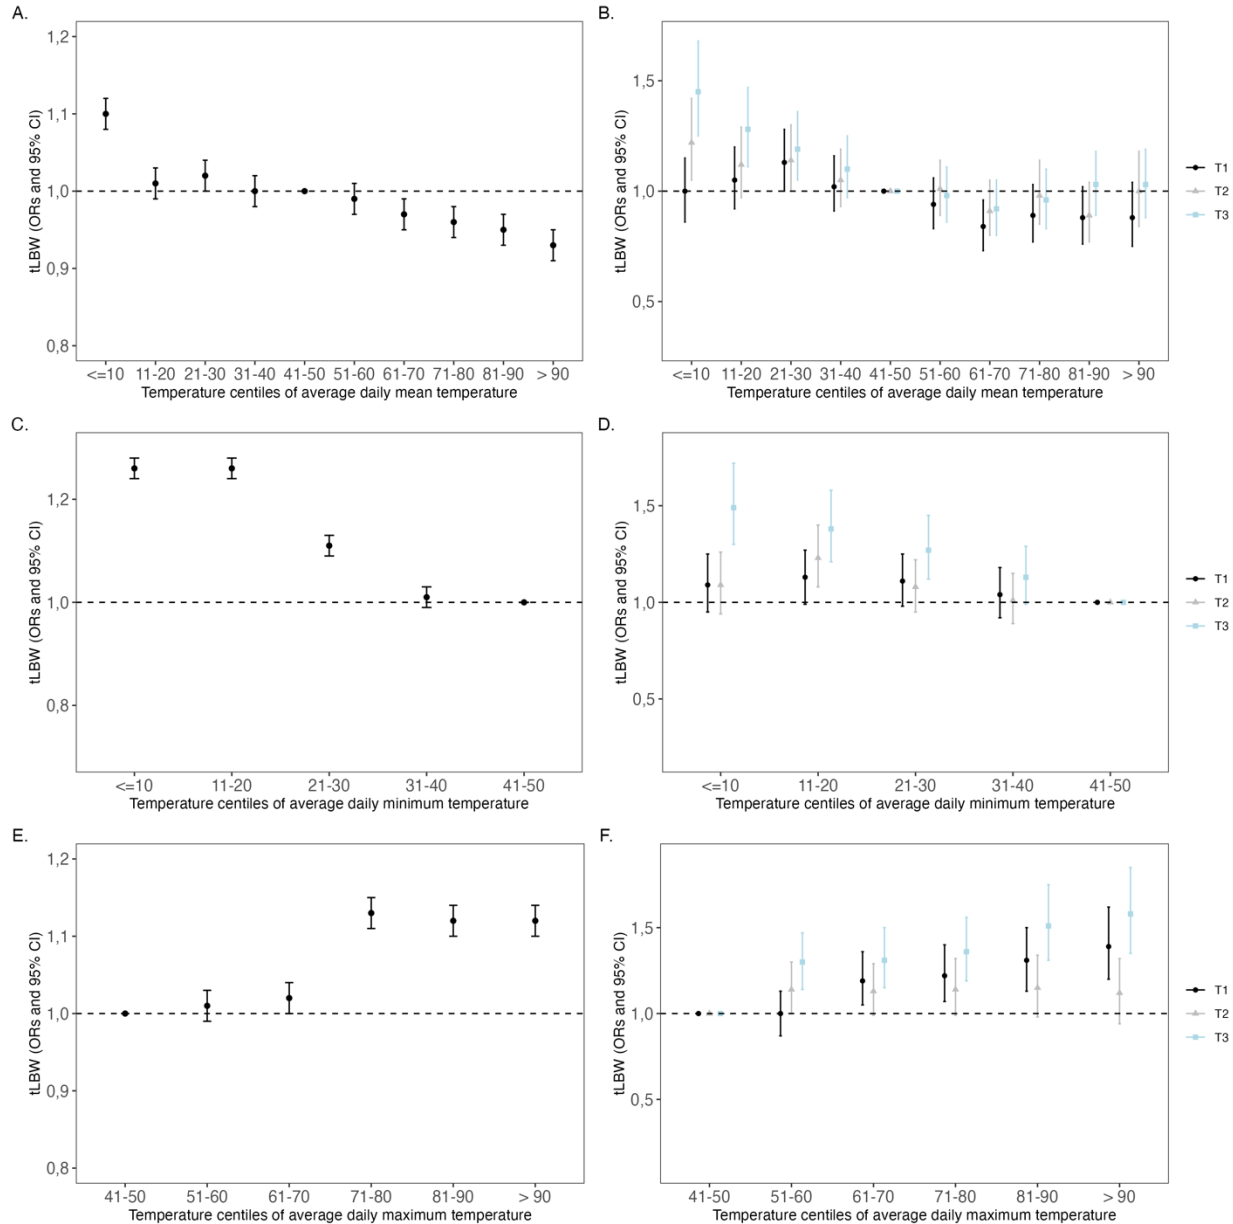 A.
tLBW (ORs and 95% CI)
1,2
1,1
1,0
0,9
0,8
<=10 11-20 21-30 31-40 41-50 51-60 61-70 71-80 81-90 > 90
Temperature centiles of average daily mean temperature
B.
tLBW (ORs and 95% CI)
1,5
1,0
0,5
<=10 11-20 21-30 31-40 41-50 51-60 61-70 71-80 81-90 > 90
Temperature centiles of average daily mean temperature
T1
T2
T3
C.
tLBW (ORs and 95% CI)
1,2
1,0
0,8
<=10 11-20 21-30 31-40 41-50
Temperature centiles of average daily minimum temperature
D.
tLBW (ORs and 95% CI)
1,5
1,0
0,5
<=10 11-20 21-30 31-40 41-50
Temperature centiles of average daily minimum temperature
T1
T2
T3
E.
tLBW (ORs and 95% CI)
1,2
1,1
1,0
0,9
0,8
41-50 51-60 61-70 71-80 81-90 > 90
Temperature centiles of average daily maximum temperature
F.
tLBW (ORs and 95% CI)
1,5
1,0
0,5
41-50 51-60 61-70 71-80 81-90 > 90
Temperature centiles of average daily maximum temperature
T1
T2
T3